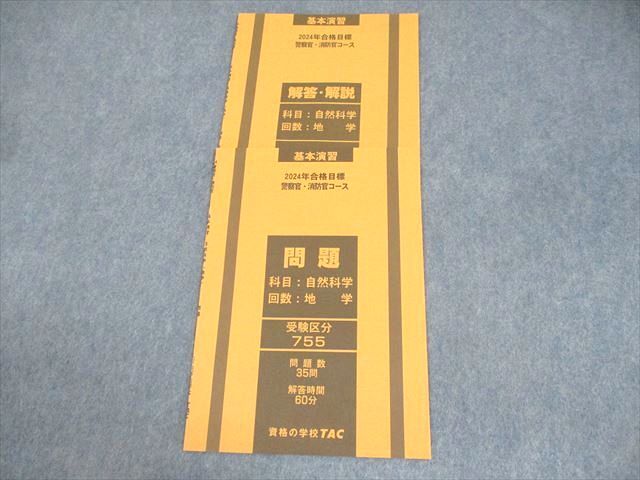 基本演習
2024年合格目標
警察官・消防官コース
解答・解説
科目：自然科学
回数：地　学
基本演習
2024年合格目標
警察官・消防官コース
問題
科目：自然科学
回数：地　学
受験区分
755
問題数
35問
解答時間
60分
資格の学校TAC